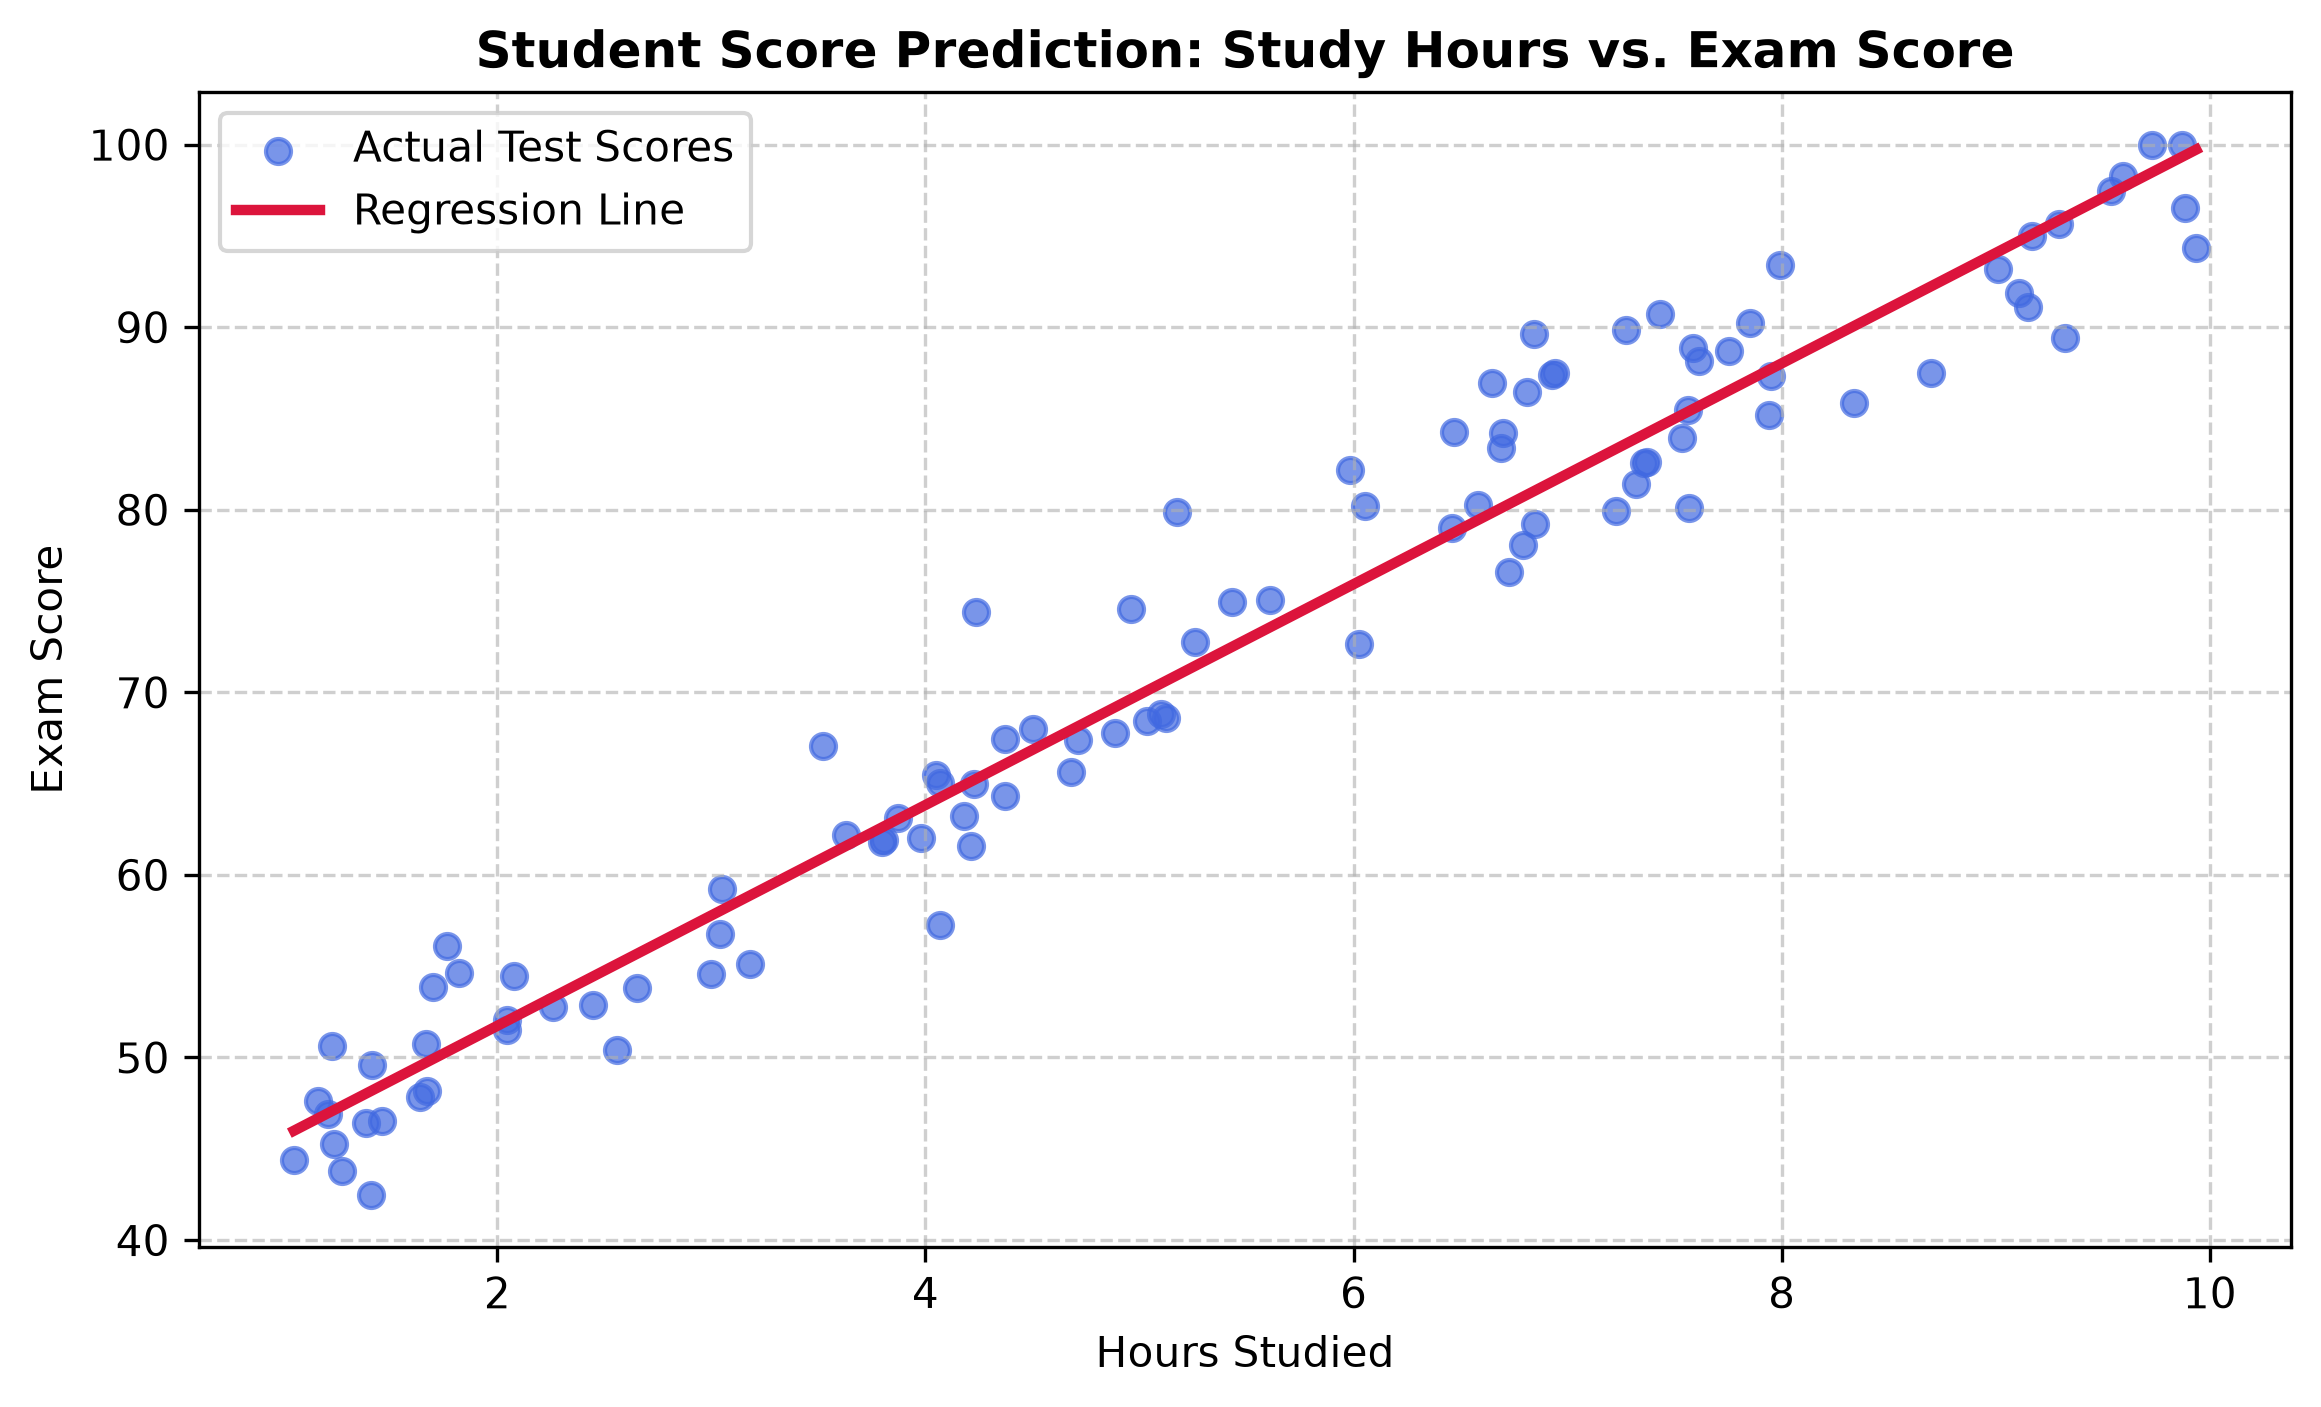 Student Score Prediction: Study Hours vs. Exam Score
Actual Test Scores
Regression Line
100
90
80
70
60
50
40
Exam Score
2 4 6 8 10
Hours Studied